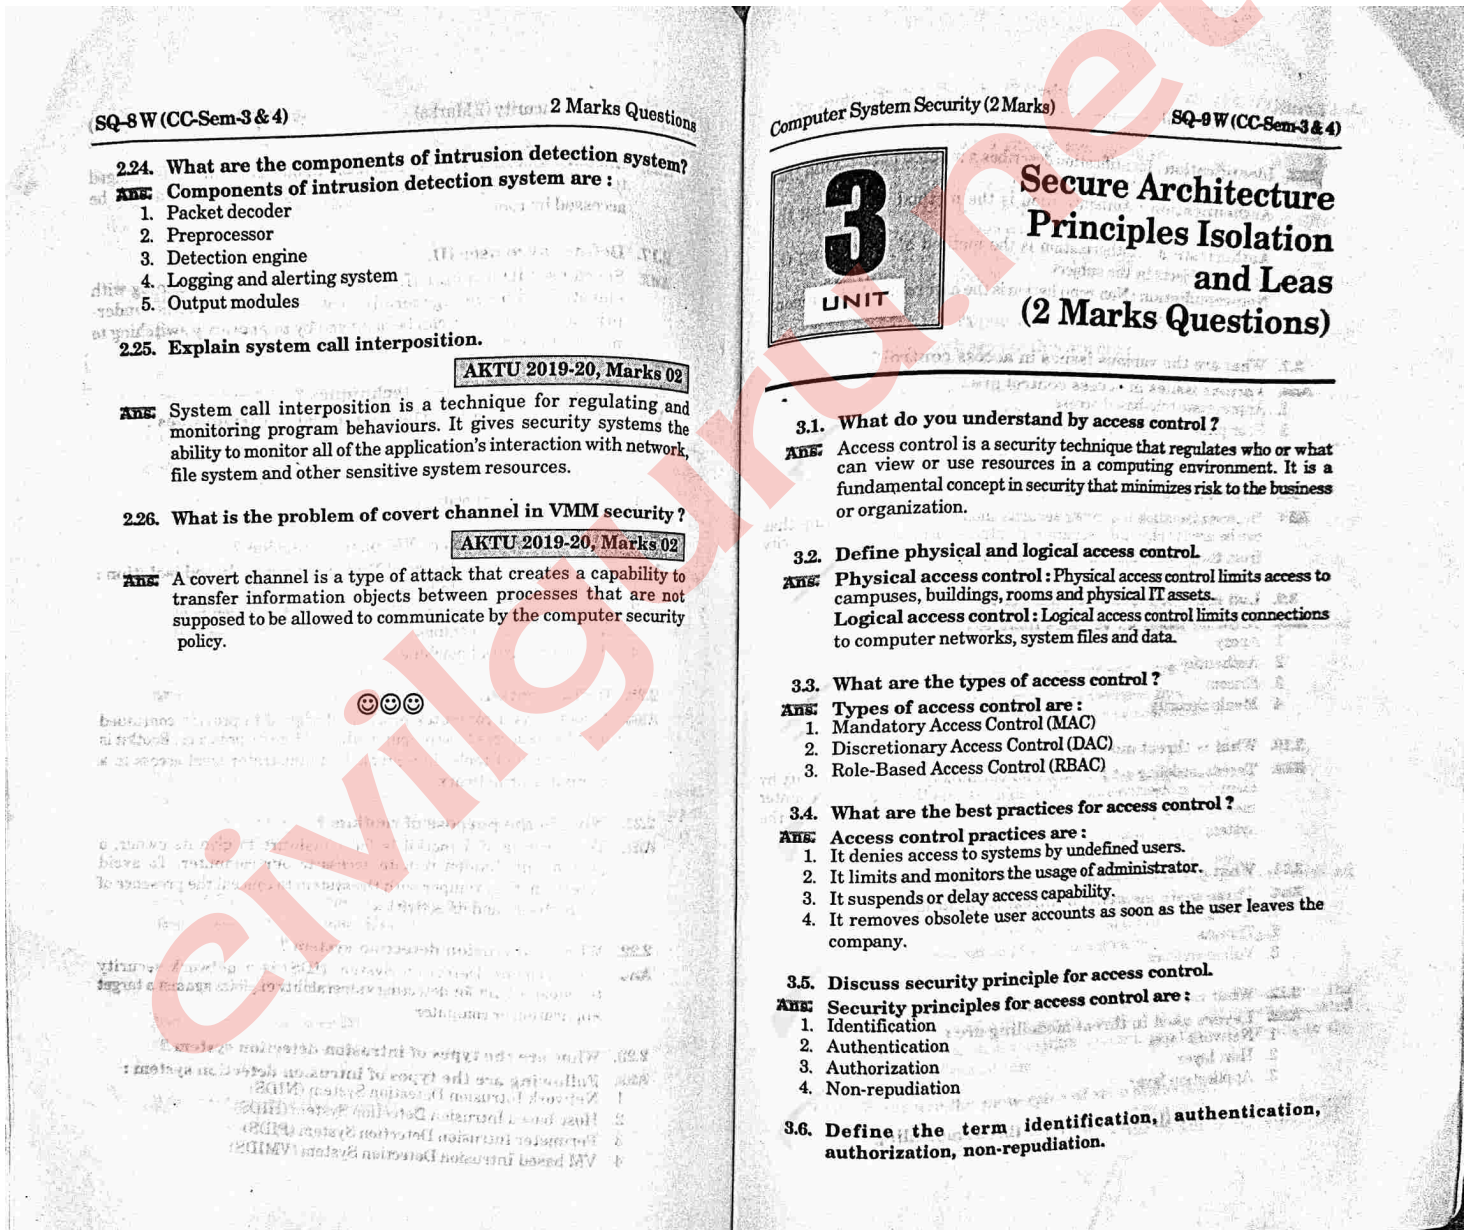 SQ-8 W (CC-Sem-3 & 4)
2 Marks Questions
2.24. What are the components of intrusion detection system?
Ans. Components of intrusion detection system are :
1. Packet decoder
2. Preprocessor
3. Detection engine
4. Logging and alerting system
5. Output modules
2.25. Explain system call interposition.
AKTU 2019-20, Marks 02
Ans. System call interposition is a technique for regulating and
monitoring program behaviours. It gives security systems the
ability to monitor all of the application's interaction with network,
file system and other sensitive system resources.
2.26. What is the problem of covert channel in VMM security ?
AKTU 2019-20, Marks 02
Ans. A covert channel is a type of attack that creates a capability to
transfer information objects between processes that are not
supposed to be allowed to communicate by the computer security
policy.
Computer System Security (2 Marks)
SQ-9 W (CC-Sem-3 & 4)
3
UNIT
Secure Architecture
Principles Isolation
and Leas
(2 Marks Questions)
3.1. What do you understand by access control ?
Ans. Access control is a security technique that regulates who or what
can view or use resources in a computing environment. It is a
fundamental concept in security that minimizes risk to the business
or organization.
3.2. Define physical and logical access control.
Ans. Physical access control : Physical access control limits access to
campuses, buildings, rooms and physical IT assets.
Logical access control : Logical access control limits connections
to computer networks, system files and data.
3.3. What are the types of access control ?
Ans. Types of access control are :
1. Mandatory Access Control (MAC)
2. Discretionary Access Control (DAC)
3. Role-Based Access Control (RBAC)
3.4. What are the best practices for access control ?
Ans. Access control practices are :
1. It denies access to systems by undefined users.
2. It limits and monitors the usage of administrator.
3. It suspends or delay access capability.
4. It removes obsolete user accounts as soon as the user leaves the
company.
3.5. Discuss security principle for access control.
Ans. Security principles for access control are :
1. Identification
2. Authentication
3. Authorization
4. Non-repudiation
3.6. Define the term identification, authentication,
authorization, non-repudiation.
civilguru.net